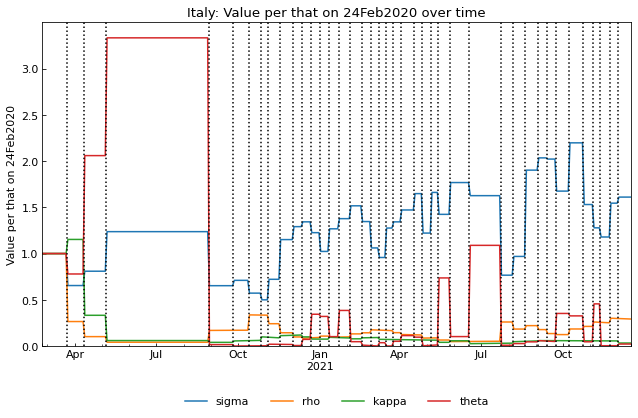 Italy: Value per that on 24Feb2020 over time
Value per that on 24Feb2020
3.0
2.5
2.0
1.5
1.0
0.5
0.0
Apr Jul Oct Jan Apr Jul Oct
2021
sigma rho kappa theta